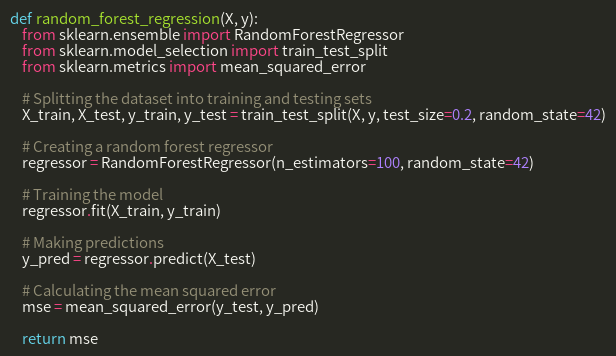 def random_forest_regression(X, y):
    from sklearn.ensemble import RandomForestRegressor
    from sklearn.model_selection import train_test_split
    from sklearn.metrics import mean_squared_error

    # Splitting the dataset into training and testing sets
    X_train, X_test, y_train, y_test = train_test_split(X, y, test_size=0.2, random_state=42)

    # Creating a random forest regressor
    regressor = RandomForestRegressor(n_estimators=100, random_state=42)

    # Training the model
    regressor.fit(X_train, y_train)

    # Making predictions
    y_pred = regressor.predict(X_test)

    # Calculating the mean squared error
    mse = mean_squared_error(y_test, y_pred)

    return mse